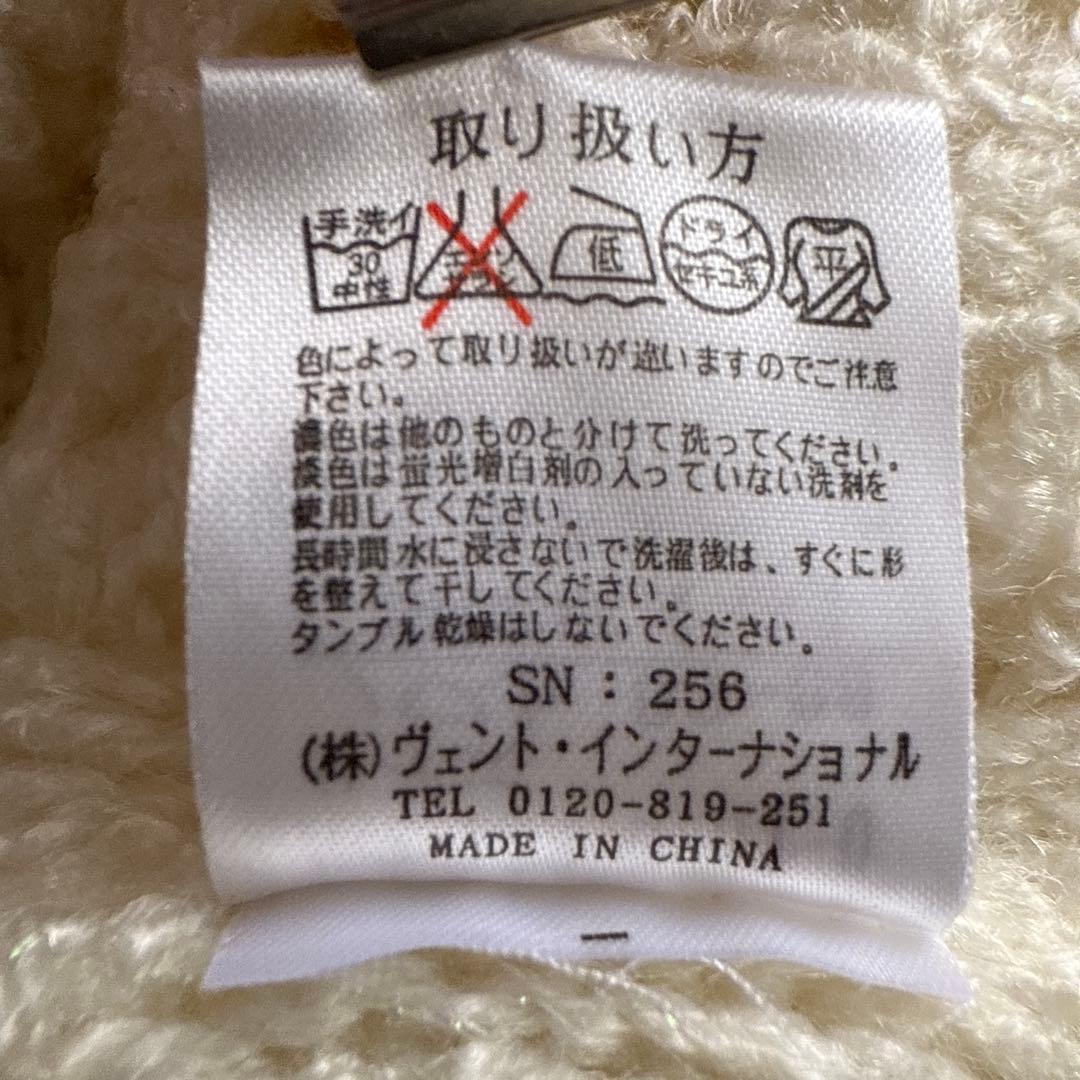 取り扱い方
手洗イ
30
中性
エンソ
サラシ
低
ドライ
セキユ系
平
色によって取り扱いが違いますのでご注意
下さい。
濃色は他のものと分けて洗ってください。
淡色は蛍光増白剤の入っていない洗剤を
使用してください。
長時間水に浸さないで洗濯後は、すぐに形
を整えて干してください。
タンブル乾燥はしないでください。
SN : 256
(株)ヴェント・インターナショナル
TEL 0120-819-251
MADE IN CHINA